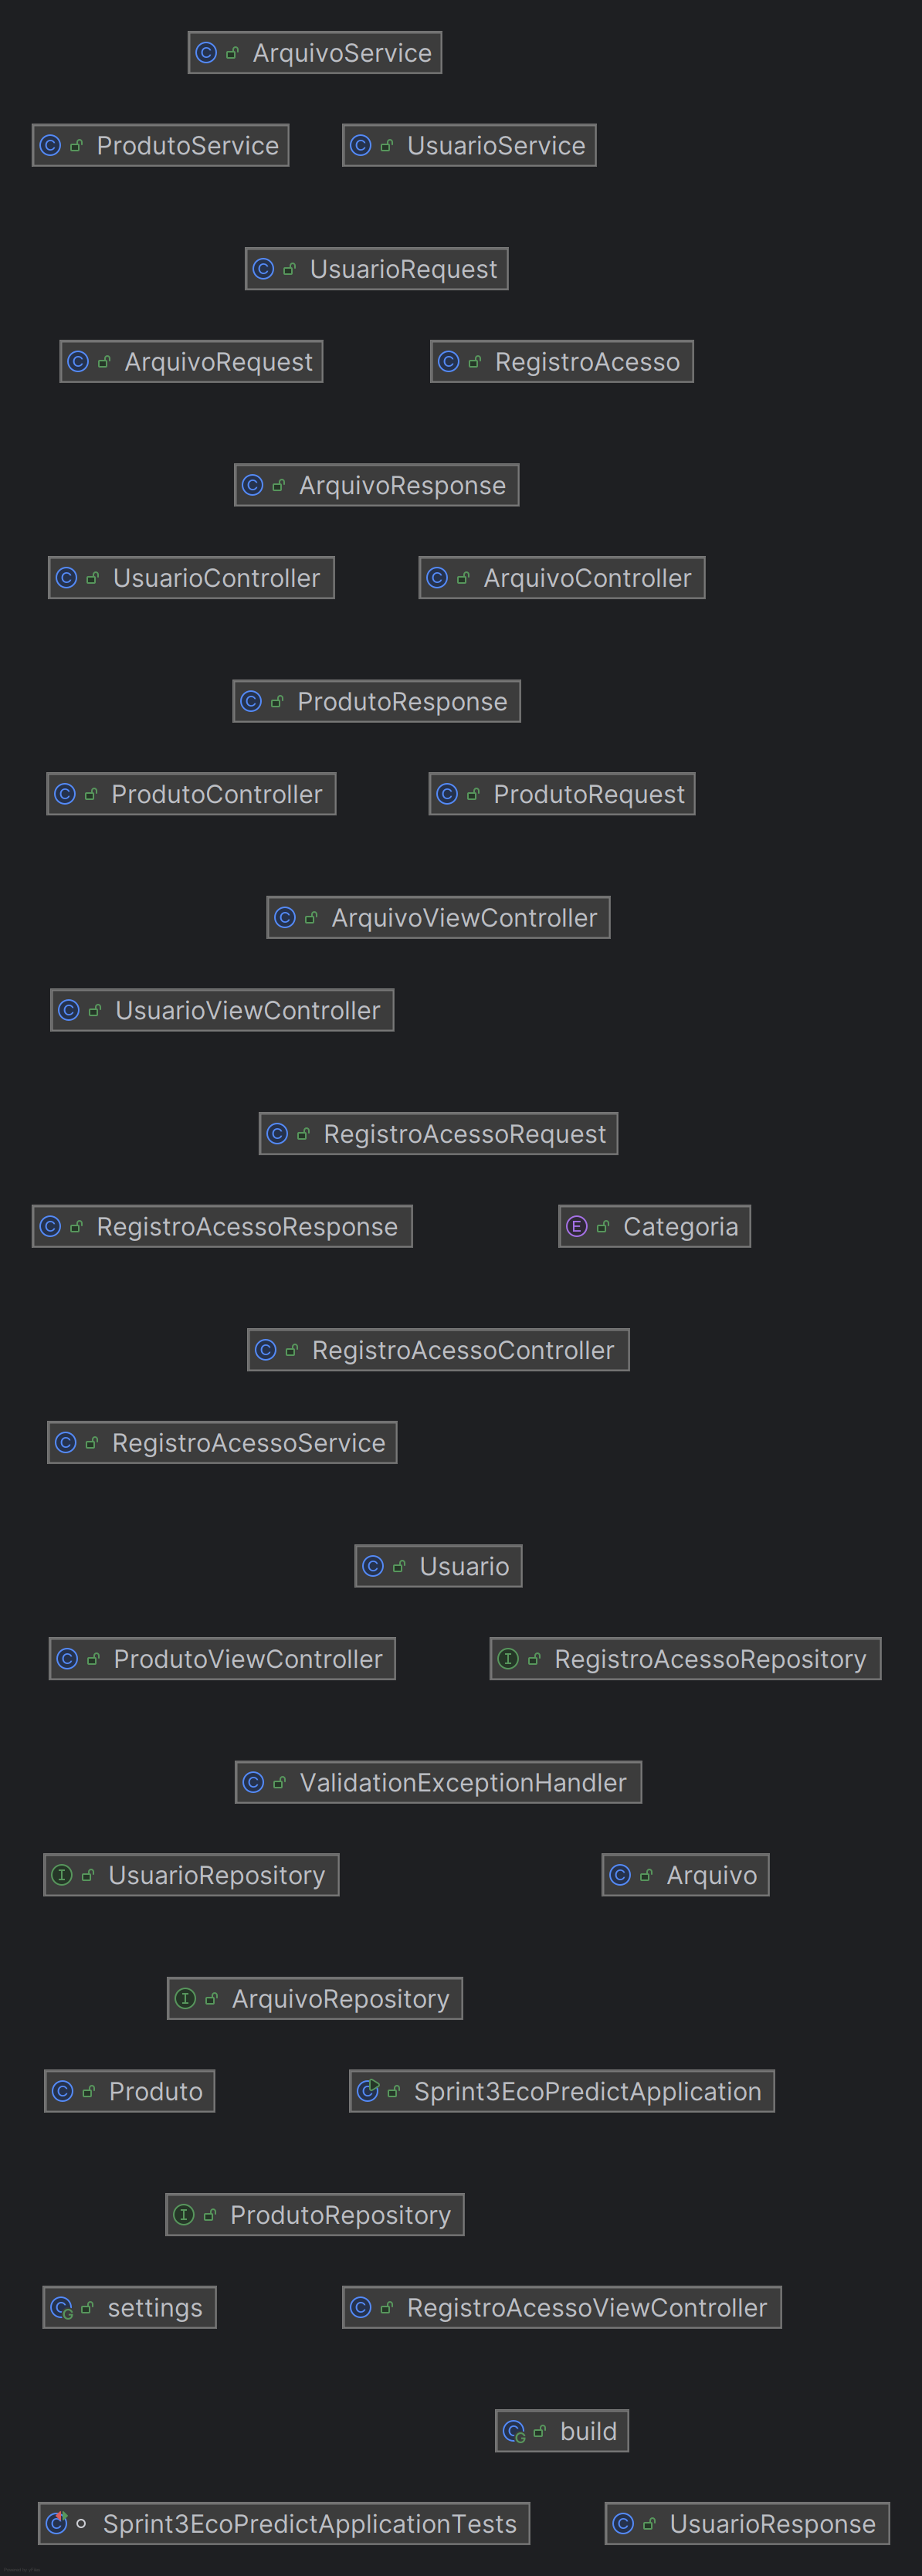 ArquivoService
ProdutoService UsuarioService
UsuarioRequest
ArquivoRequest RegistroAcesso
ArquivoResponse
UsuarioController ArquivoController
ProdutoResponse
ProdutoController ProdutoRequest
ArquivoViewController
UsuarioViewController
RegistroAcessoRequest
RegistroAcessoResponse Categoria
RegistroAcessoController
RegistroAcessoService
Usuario
ProdutoViewController RegistroAcessoRepository
ValidationExceptionHandler
UsuarioRepository Arquivo
ArquivoRepository
Produto Sprint3EcoPredictApplication
ProdutoRepository
settings RegistroAcessoViewController
build
Sprint3EcoPredictApplicationTests UsuarioResponse